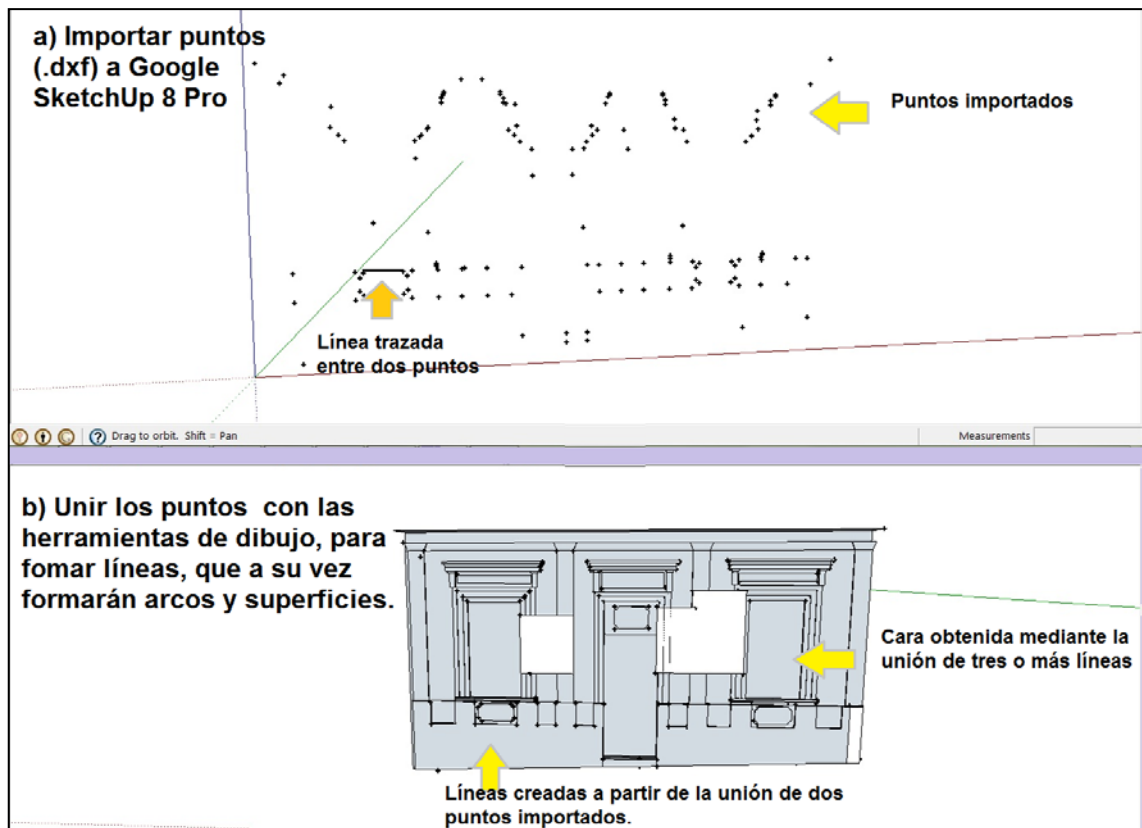 a) Importar puntos
(.dxf) a Google
SketchUp 8 Pro
Puntos importados
Línea trazada
entre dos puntos
Drag to orbit. Shift = Pan
Measurements
b) Unir los puntos con las
herramientas de dibujo, para
fomar líneas, que a su vez
formarán arcos y superficies.
Cara obtenida mediante la
unión de tres o más líneas
Líneas creadas a partir de la unión de dos
puntos importados.